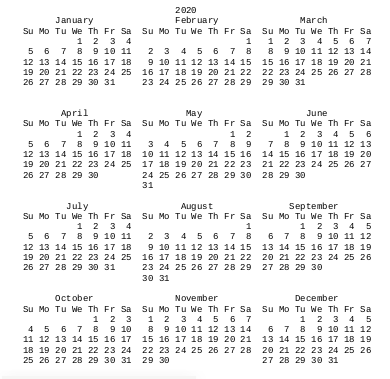 2020
January February March
Su Mo Tu We Th Fr Sa Su Mo Tu We Th Fr Sa Su Mo Tu We Th Fr Sa
1 2 3 4 1 1 2 3 4 5 6 7
5 6 7 8 9 10 11 2 3 4 5 6 7 8 8 9 10 11 12 13 14
12 13 14 15 16 17 18 9 10 11 12 13 14 15 15 16 17 18 19 20 21
19 20 21 22 23 24 25 16 17 18 19 20 21 22 22 23 24 25 26 27 28
26 27 28 29 30 31 23 24 25 26 27 28 29 29 30 31
April May June
Su Mo Tu We Th Fr Sa Su Mo Tu We Th Fr Sa Su Mo Tu We Th Fr Sa
1 2 3 4 1 2 1 2 3 4 5 6
5 6 7 8 9 10 11 3 4 5 6 7 8 9 7 8 9 10 11 12 13
12 13 14 15 16 17 18 10 11 12 13 14 15 16 14 15 16 17 18 19 20
19 20 21 22 23 24 25 17 18 19 20 21 22 23 21 22 23 24 25 26 27
26 27 28 29 30 24 25 26 27 28 29 30 28 29 30
31
July August September
Su Mo Tu We Th Fr Sa Su Mo Tu We Th Fr Sa Su Mo Tu We Th Fr Sa
1 2 3 4 1 1 2 3 4 5
5 6 7 8 9 10 11 2 3 4 5 6 7 8 6 7 8 9 10 11 12
12 13 14 15 16 17 18 9 10 11 12 13 14 15 13 14 15 16 17 18 19
19 20 21 22 23 24 25 16 17 18 19 20 21 22 20 21 22 23 24 25 26
26 27 28 29 30 31 23 24 25 26 27 28 29 27 28 29 30
30 31
October November December
Su Mo Tu We Th Fr Sa Su Mo Tu We Th Fr Sa Su Mo Tu We Th Fr Sa
1 2 3 1 2 3 4 5 6 7 1 2 3 4 5
4 5 6 7 8 9 10 8 9 10 11 12 13 14 6 7 8 9 10 11 12
11 12 13 14 15 16 17 15 16 17 18 19 20 21 13 14 15 16 17 18 19
18 19 20 21 22 23 24 22 23 24 25 26 27 28 20 21 22 23 24 25 26
25 26 27 28 29 30 31 29 30 27 28 29 30 31